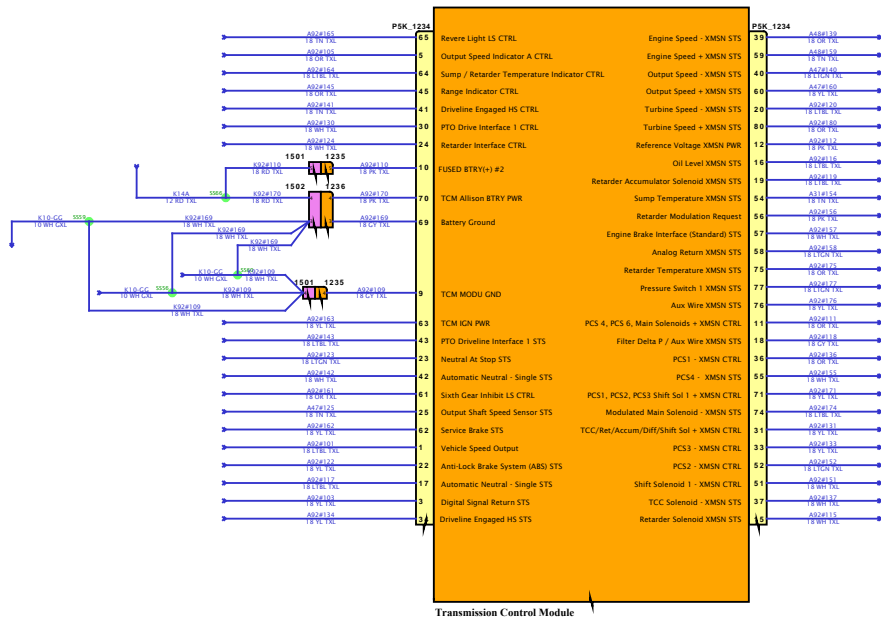 P5K_1234
P5K_1234
A92#165
18 TN TXL
65
Revere Light LS CTRL
Engine Speed - XMSN STS
39
A48#139
18 OR TXL
A92#105
18 OR TXL
5
Output Speed Indicator A CTRL
Engine Speed + XMSN STS
59
A48#159
18 TN TXL
A92#164
18 LTBL TXL
64
Sump / Retarder Temperature Indicator CTRL
Output Speed - XMSN STS
40
A47#140
18 LTGN TXL
A92#145
18 OR TXL
45
Range Indicator CTRL
Output Speed + XMSN STS
60
A47#160
18 YL TXL
A92#141
18 TN TXL
41
Driveline Engaged HS CTRL
Turbine Speed - XMSN STS
20
A92#120
18 LTBL TXL
A92#130
18 WH TXL
30
PTO Drive Interface 1 CTRL
Turbine Speed + XMSN STS
80
A92#180
18 OR TXL
A92#124
18 WH TXL
24
Retarder Interface CTRL
Reference Voltage XMSN PWR
12
A92#112
18 PK TXL
1501
1235
K92#110
18 RD TXL
A92#110
18 PK TXL
10
FUSED BTRY(+) #2
Oil Level XMSN STS
16
A92#116
18 LTBL TXL
Retarder Accumulator Solenoid XMSN STS
19
A92#119
18 LTBL TXL
1502
1236
K14A
12 RD TXL
K92#170
18 RD TXL
A92#170
18 PK TXL
70
TCM Allison BTRY PWR
Sump Temperature XMSN STS
54
A31#154
18 TN TXL
K10-GG
10 WH GXL
K92#169
18 WH TXL
A92#169
18 GY TXL
69
Battery Ground
Retarder Modulation Request
56
A92#156
18 PK TXL
K92#169
18 WH TXL
Engine Brake Interface (Standard) STS
57
A92#157
18 WH TXL
K92#169
18 WH TXL
Analog Return XMSN STS
58
A92#158
18 LTGN TXL
K10-GG
10 WH GXL
K92#109
18 WH TXL
Retarder Temperature XMSN STS
75
A92#175
18 OR TXL
1501
1235
K10-GG
10 WH GXL
K92#109
18 WH TXL
A92#109
18 GY TXL
9
TCM MODU GND
Pressure Switch 1 XMSN STS
77
A92#177
18 LTGN TXL
K92#109
18 WH TXL
Aux Wire XMSN STS
76
A92#176
18 YL TXL
A92#163
18 YL TXL
63
TCM IGN PWR
PCS 4, PCS 6, Main Solenoids + XMSN CTRL
11
A92#111
18 OR TXL
A92#143
18 LTBL TXL
43
PTO Driveline Interface 1 STS
Filter Delta P / Aux Wire XMSN STS
18
A92#118
18 GY TXL
A92#123
18 LTGN TXL
23
Neutral At Stop STS
PCS1 - XMSN CTRL
36
A92#136
18 OR TXL
A92#142
18 WH TXL
42
Automatic Neutral - Single STS
PCS4 - XMSN STS
55
A92#155
18 WH TXL
A92#161
18 OR TXL
61
Sixth Gear Inhibit LS CTRL
PCS1, PCS2, PCS3 Shift Sol 1 + XMSN CTRL
71
A92#171
18 YL TXL
A47#125
18 TN TXL
25
Output Shaft Speed Sensor STS
Modulated Main Solenoid - XMSN STS
74
A92#174
18 LTBL TXL
A92#162
18 YL TXL
62
Service Brake STS
TCC/Ret/Accum/Diff/Shift Sol + XMSN CTRL
31
A92#131
18 YL TXL
A92#101
18 LTBL TXL
1
Vehicle Speed Output
PCS3 - XMSN CTRL
33
A92#133
18 YL TXL
A92#122
18 YL TXL
22
Anti-Lock Brake System (ABS) STS
PCS2 - XMSN CTRL
52
A92#152
18 LTGN TXL
A92#117
18 LTBL TXL
17
Automatic Neutral - Single STS
Shift Solenoid 1 - XMSN CTRL
51
A92#151
18 WH TXL
A92#103
18 YL TXL
3
Digital Signal Return STS
TCC Solenoid - XMSN STS
37
A92#137
18 WH TXL
A92#134
18 YL TXL
34
Driveline Engaged HS STS
Retarder Solenoid XMSN STS
A92#115
18 WH TXL
Transmission Control Module